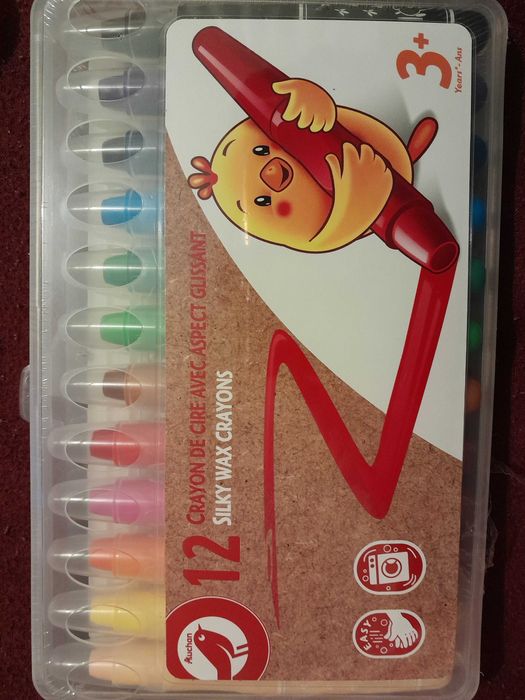 3+
Years* - Ans
12 CRAYON DE CIRE AVEC ASPECT GLISSANT
SILKY WAX CRAYONS
Auchan
EASY